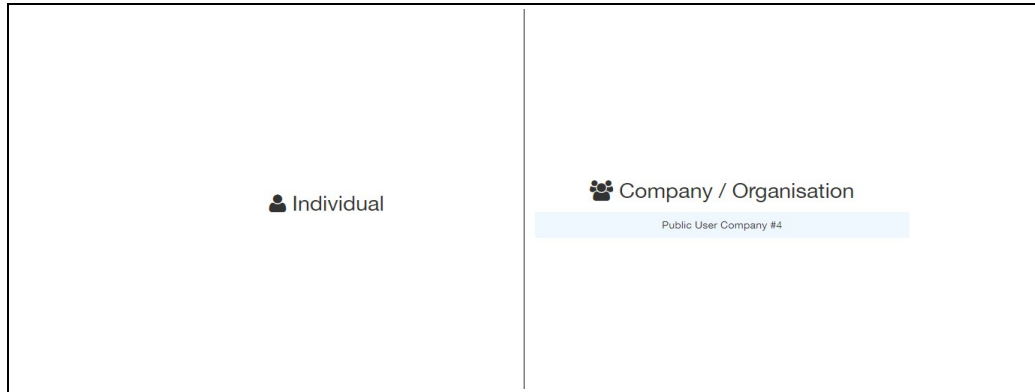 Individual
Company / Organisation
Public User Company #4